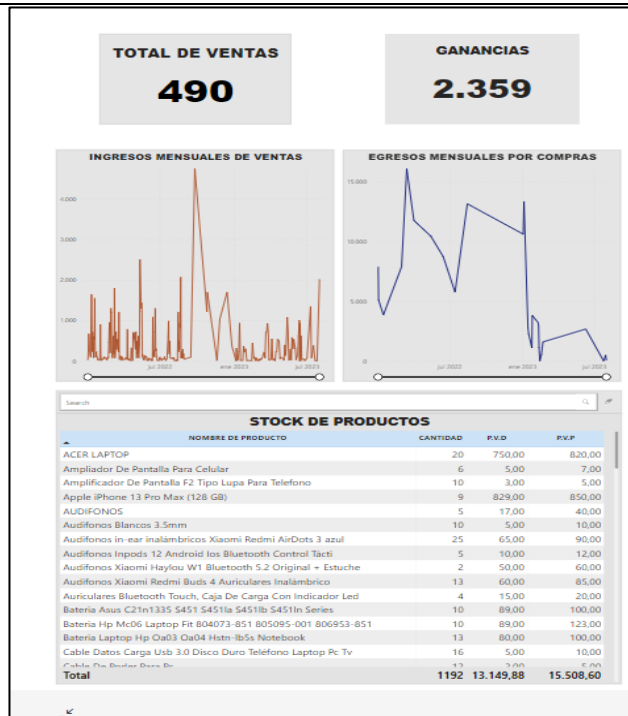 TOTAL DE VENTAS
490
GANANCIAS
2.359
INGRESOS MENSUALES DE VENTAS
4.000
3.000
2.000
1.000
0
jul 2022 ene 2023 jul 2023
EGRESOS MENSUALES POR COMPRAS
15.000
10.000
5.000
0
jul 2022 ene 2023 jul 2023
Search
STOCK DE PRODUCTOS
NOMBRE DE PRODUCTO CANTIDAD P.V.D P.V.P
ACER LAPTOP 20 750,00 820,00
Ampliador De Pantalla Para Celular 6 5,00 7,00
Amplificador De Pantalla F2 Tipo Lupa Para Telefono 10 3,00 5,00
Apple iPhone 13 Pro Max (128 GB) 9 829,00 850,00
AUDIFONOS 5 17,00 40,00
Audifonos Blancos 3.5mm 10 5,00 10,00
Audífonos in-ear inalámbricos Xiaomi Redmi AirDots 3 azul 25 65,00 90,00
Audifonos Inpods 12 Android Ios Bluetooth Control Tácti 5 10,00 12,00
Audifonos Xiaomi Haylou W1 Bluetooth 5.2 Original + Estuche 2 50,00 60,00
Audifonos Xiaomi Redmi Buds 4 Auriculares Inalámbrico 13 60,00 85,00
Auriculares Bluetooth Touch, Caja De Carga Con Indicador Led 4 15,00 20,00
Bateria Asus C21n1335 S451 S451la S451lb S451ln Series 10 89,00 100,00
Bateria Hp Mc06 Laptop Fit 804073-851 805095-001 806953-851 10 89,00 123,00
Bateria Laptop Hp Oa03 Oa04 Hstn-lb5s Notebook 13 80,00 100,00
Cable Datos Carga Usb 3.0 Disco Duro Teléfono Laptop Pc Tv 16 5,00 10,00
Cable De Poder Para Pc 12 2,00 5,00
Total 1192 13.149,88 15.508,60